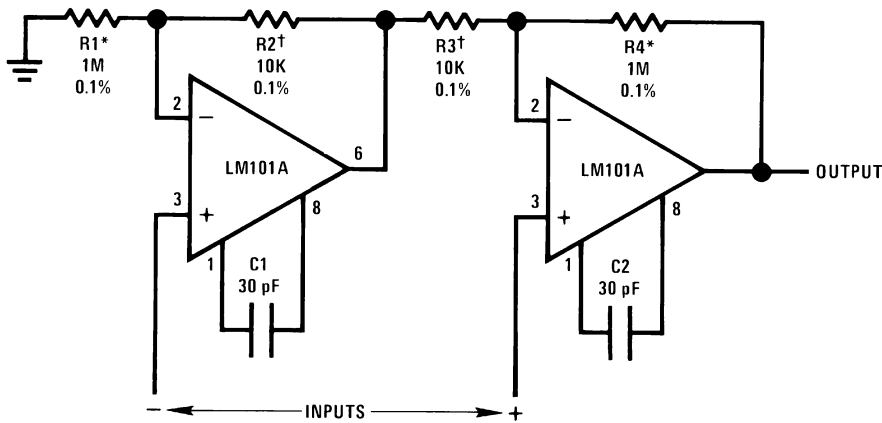 R1*
1M
0.1%
R2†
10K
0.1%
R3†
10K
0.1%
R4*
1M
0.1%
2
−
LM101A
6
3
+
8
1
C1
30 pF
2
−
LM101A
OUTPUT
3
+
8
1
C2
30 pF
− INPUTS +